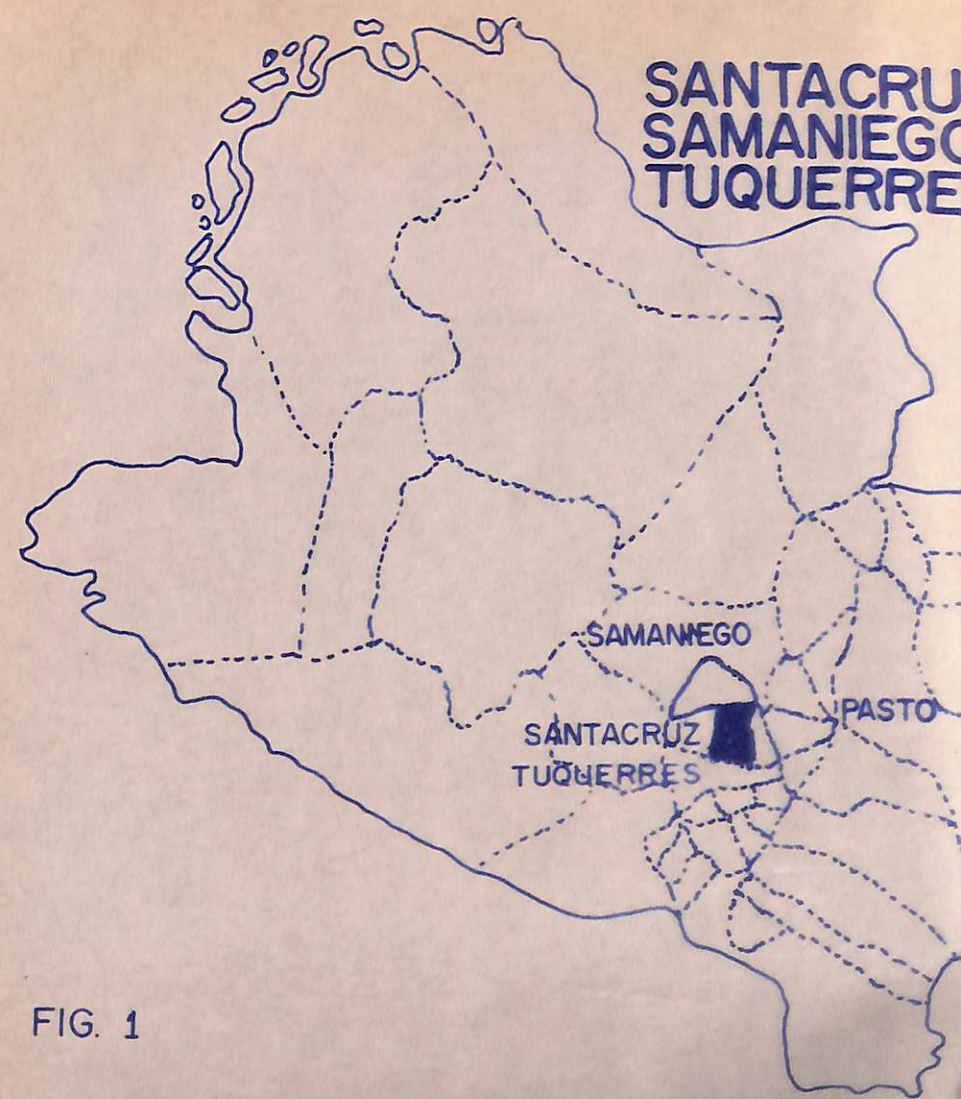 SANTACRU
SAMANIEGO
TUQUERRE
SAMANIEGO
PASTO
SANTACRUZ
TUQUERRES
FIG. 1